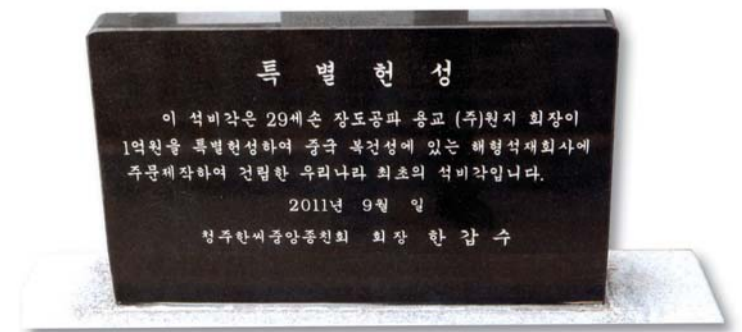 특 별 헌 성
이 석비각은 29세손 장도공파 용교 (주)원지 회장이
1억원을 특별헌성하여 중국 복건성에 있는 해형석재회사에
주문제작하여 건립한 우리나라 최초의 석비각입니다.
2011년 9월 일
청주한씨중앙종친회 회장 한 갑 수